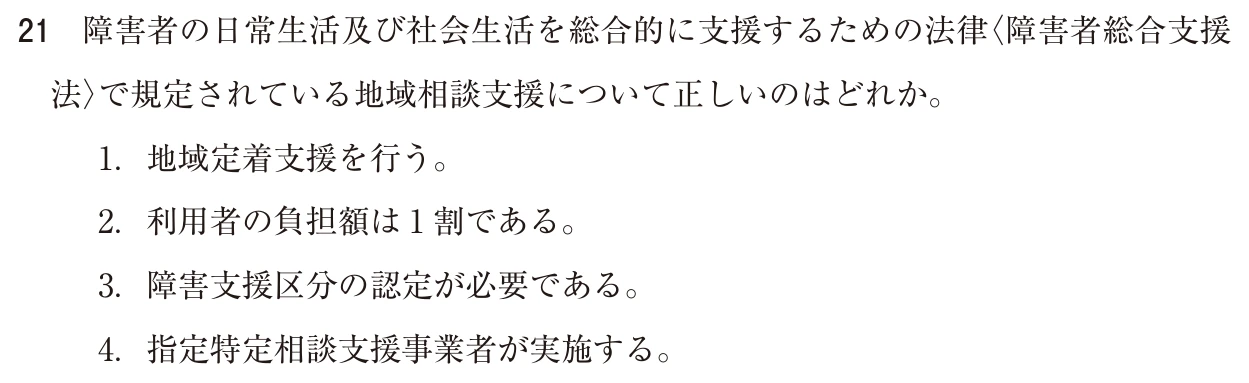 21 障害者の日常生活及び社会生活を総合的に支援するための法律〈障害者総合支援
法〉で規定されている地域相談支援について正しいのはどれか。
1. 地域定着支援を行う。
2. 利用者の負担額は1割である。
3. 障害支援区分の認定が必要である。
4. 指定特定相談支援事業者が実施する。